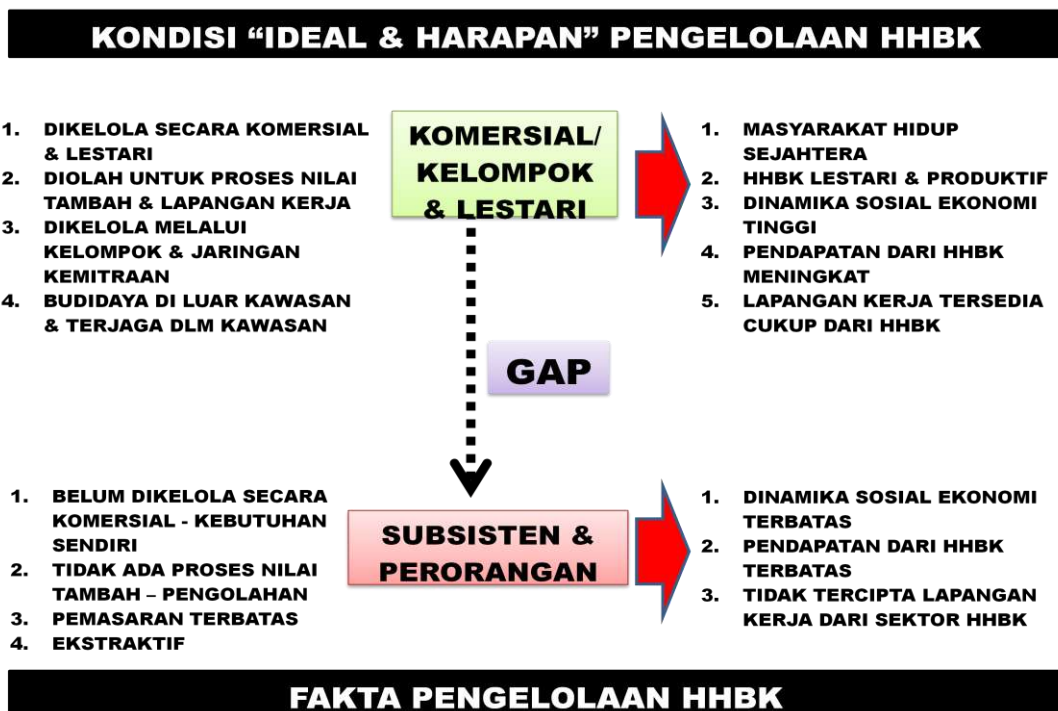 KONDISI “IDEAL & HARAPAN” PENGELOLAAN HHBK
1. DIKELOLA SECARA KOMERSIAL
& LESTARI
2. DIOLAH UNTUK PROSES NILAI
TAMBAH & LAPANGAN KERJA
3. DIKELOLA MELALUI
KELOMPOK & JARINGAN
KEMITRAAN
4. BUDIDAYA DI LUAR KAWASAN
& TERJAGA DLM KAWASAN
KOMERSIAL/
KELOMPOK
& LESTARI
1. MASYARAKAT HIDUP
SEJAHTERA
2. HHBK LESTARI & PRODUKTIF
3. DINAMIKA SOSIAL EKONOMI
TINGGI
4. PENDAPATAN DARI HHBK
MENINGKAT
5. LAPANGAN KERJA TERSEDIA
CUKUP DARI HHBK
GAP
1. BELUM DIKELOLA SECARA
KOMERSIAL - KEBUTUHAN
SENDIRI
2. TIDAK ADA PROSES NILAI
TAMBAH – PENGOLAHAN
3. PEMASARAN TERBATAS
4. EKSTRAKTIF
SUBSISTEN &
PERORANGAN
1. DINAMIKA SOSIAL EKONOMI
TERBATAS
2. PENDAPATAN DARI HHBK
TERBATAS
3. TIDAK TERCIPTA LAPANGAN
KERJA DARI SEKTOR HHBK
FAKTA PENGELOLAAN HHBK